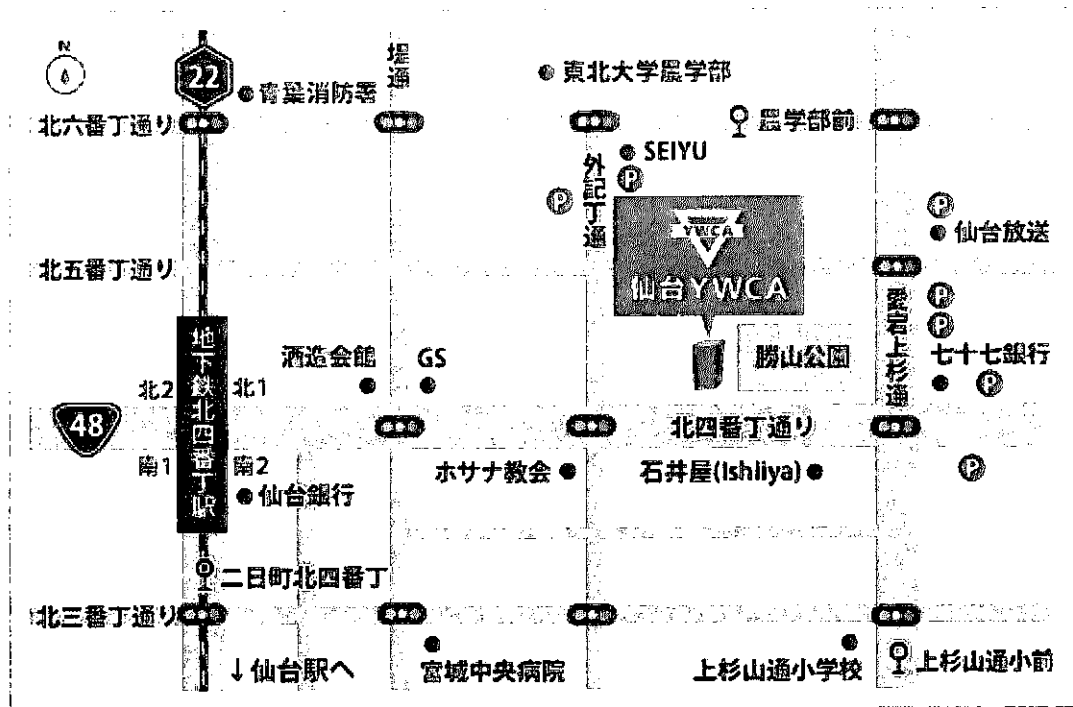 N
22
堤通
東北大学農学部
青葉消防署
北六番丁通り
農学部前
SEIYU
外記丁通
P
P
YWCA
仙台YWCA
P
仙台放送
北五番丁通り
P
P
愛宕上杉通
地下鉄北四番丁駅
酒造会館
GS
勝山公園
七十七銀行
P
北2
北1
48
北四番丁通り
南1
南2
ホサナ教会
石井屋(Ishiiya)
P
仙台銀行
二日町北四番丁
北三番丁通り
↓仙台駅へ
宮城中央病院
上杉山通小学校
上杉山通小前